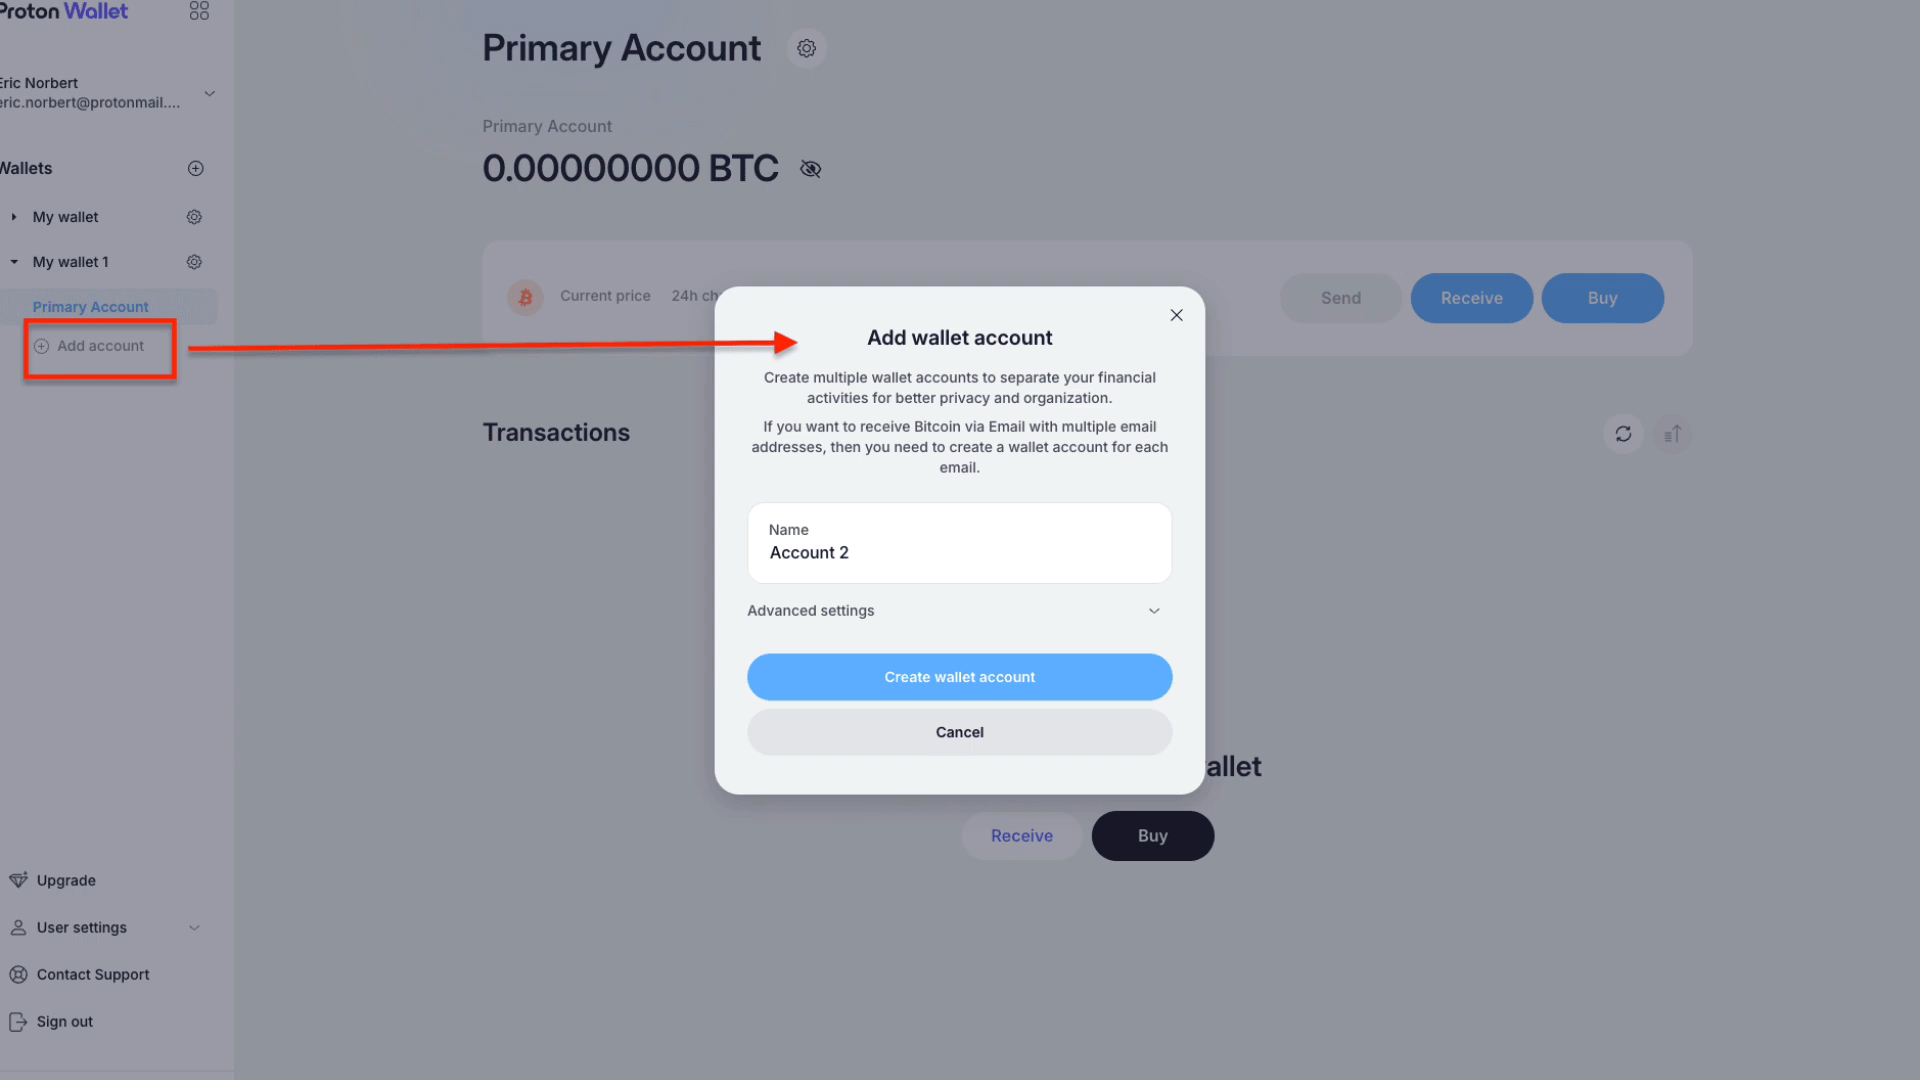 Proton Wallet
Eric Norbert
eric.norbert@protonmail....
Wallets
My wallet
My wallet 1
Primary Account
Add account
Upgrade
User settings
Contact Support
Sign out
Primary Account
Primary Account
0.00000000 BTC
Current price 24h ch
Send
Receive
Buy
Transactions
allet
Receive
Buy
Add wallet account
Create multiple wallet accounts to separate your financial
activities for better privacy and organization.
If you want to receive Bitcoin via Email with multiple email
addresses, then you need to create a wallet account for each
email.
Name
Account 2
Advanced settings
Create wallet account
Cancel